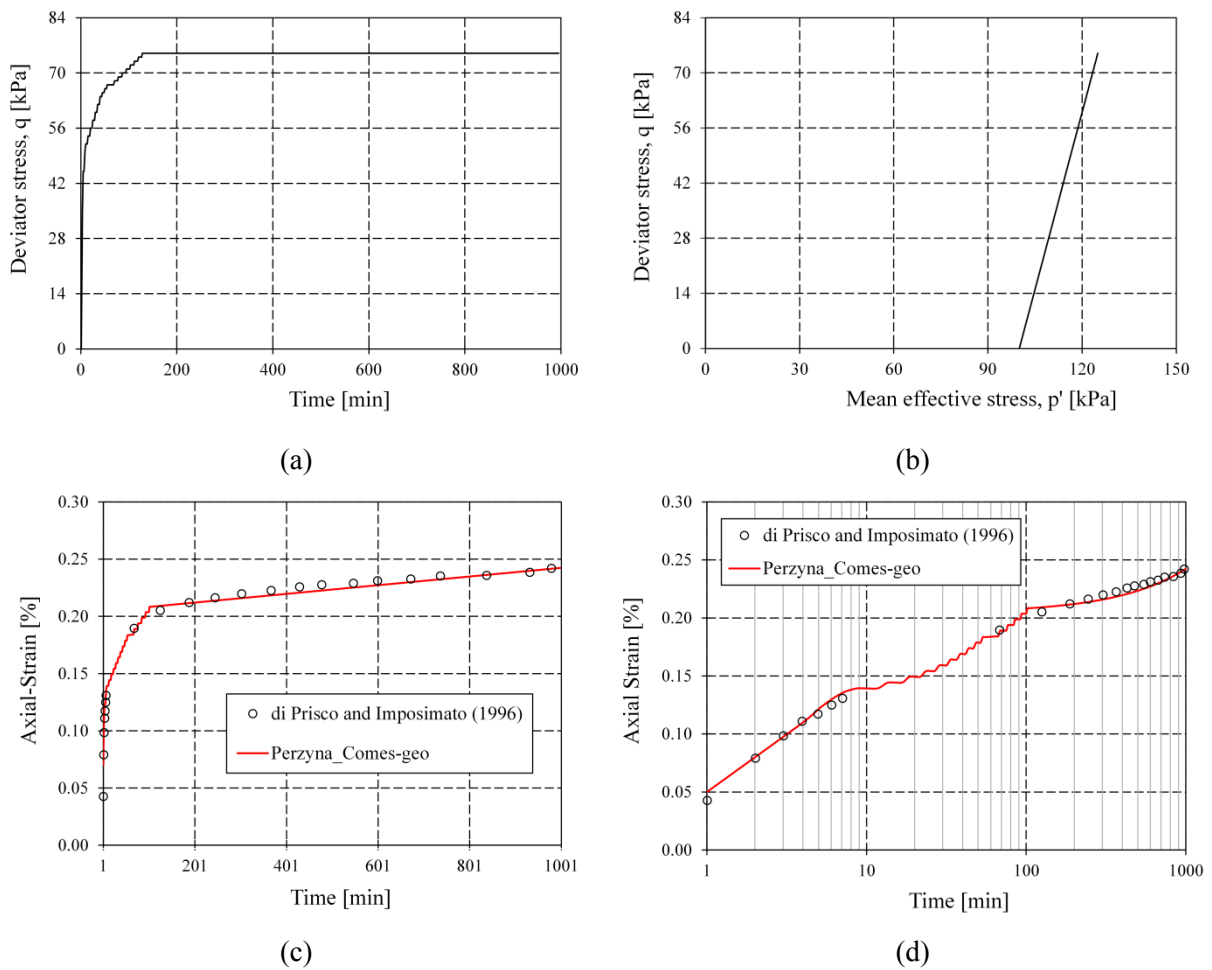 84
70
56
42
28
14
0
Deviator stress, q [kPa]
0 200 400 600 800 1000
Time [min]
(a)
84
70
56
42
28
14
0
Deviator stress, q [kPa]
0 30 60 90 120 150
Mean effective stress, p' [kPa]
(b)
0.30
0.25
0.20
0.15
0.10
0.05
0.00
Axial-Strain [%]
di Prisco and Imposimato (1996)
Perzyna_Comes-geo
1 201 401 601 801 1001
Time [min]
(c)
0.30
0.25
0.20
0.15
0.10
0.05
0.00
Axial Strain [%]
di Prisco and Imposimato (1996)
Perzyna_Comes-geo
1 10 100 1000
Time [min]
(d)